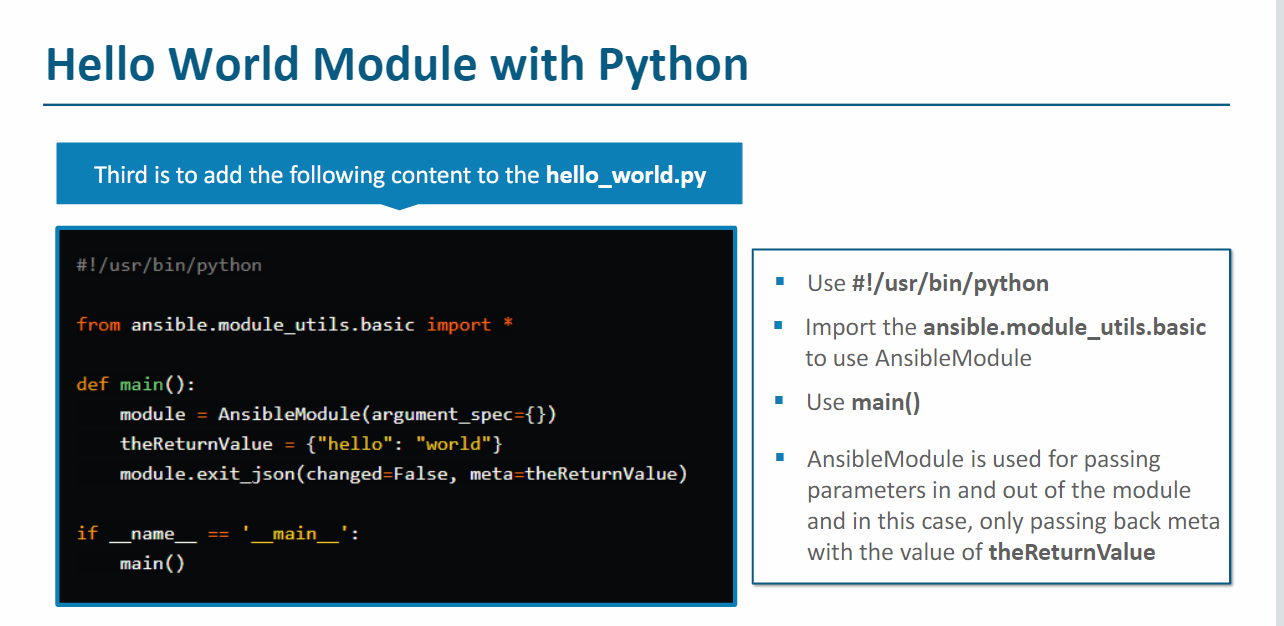 Hello World Module with Python
Third is to add the following content to the hello_world.py
#!/usr/bin/python
from ansible.module_utils.basic import *
def main():
    module = AnsibleModule(argument_spec={})
    theReturnValue = {"hello": "world"}
    module.exit_json(changed=False, meta=theReturnValue)
if __name__ == '__main__':
    main()
▪ Use #!/usr/bin/python
▪ Import the ansible.module_utils.basic
to use AnsibleModule
▪ Use main()
▪ AnsibleModule is used for passing
parameters in and out of the module
and in this case, only passing back meta
with the value of theReturnValue